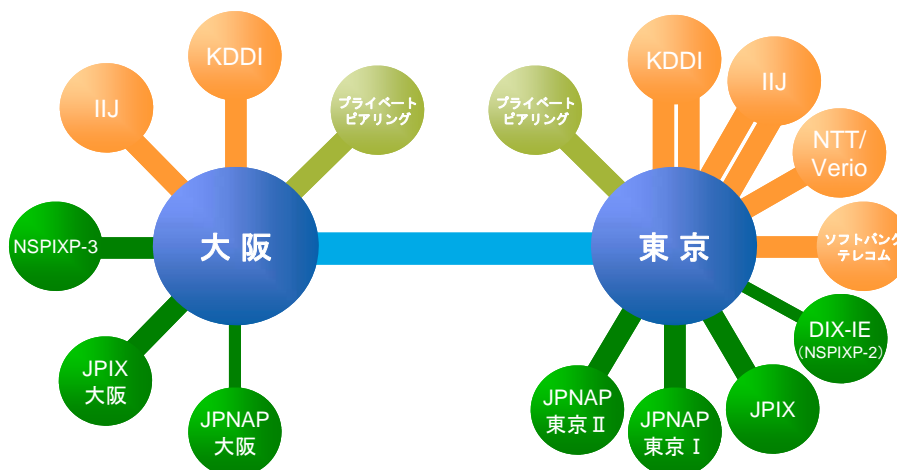 KDDI
IIJ
プライベート
ピアリング
NSPIXP-3
大阪
JPIX
大阪
JPNAP
大阪
プライベート
ピアリング
KDDI
IIJ
NTT/
Verio
東京
ソフトバンク
テレコム
DIX-IE
(NSPIXP-2)
JPIX
JPNAP
東京Ⅰ
JPNAP
東京Ⅱ